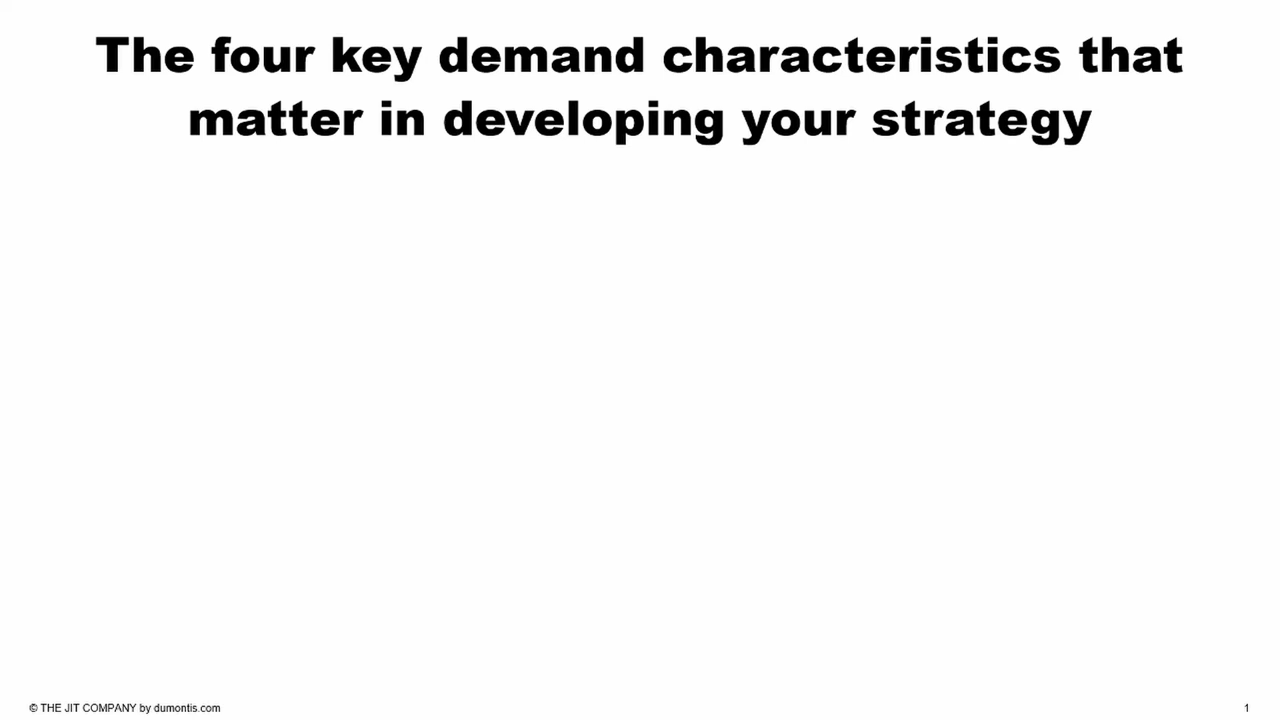 The four key demand characteristics that
matter in developing your strategy
© THE JIT COMPANY by dumontis.com
1